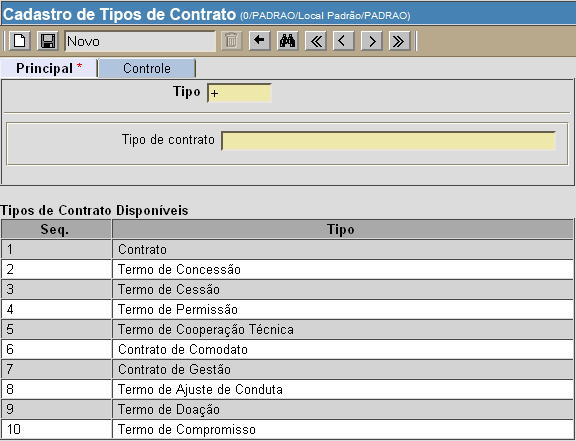 Cadastro de Tipos de Contrato (0/PADRAO/Local Padrão/PADRAO)
Novo
Principal * Controle
Tipo +
Tipo de contrato
Tipos de Contrato Disponíveis
Seq. Tipo
1 Contrato
2 Termo de Concessão
3 Termo de Cessão
4 Termo de Permissão
5 Termo de Cooperação Técnica
6 Contrato de Comodato
7 Contrato de Gestão
8 Termo de Ajuste de Conduta
9 Termo de Doação
10 Termo de Compromisso